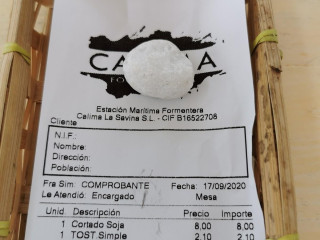 Estación Marítima Formentera
Calima La Savina S.L. - CIF B16522708
Cliente
N.I.F.:
Nombre:
Dirección:
Población:
Fra Sim: COMPROBANTE Fecha: 17/09/2020
Le Atendió: Encargado Mesa
Unid. Descripción Precio Importe
1 Cortado Soja 8,00 8,00
1 TOST.Simple 2,10 2,10